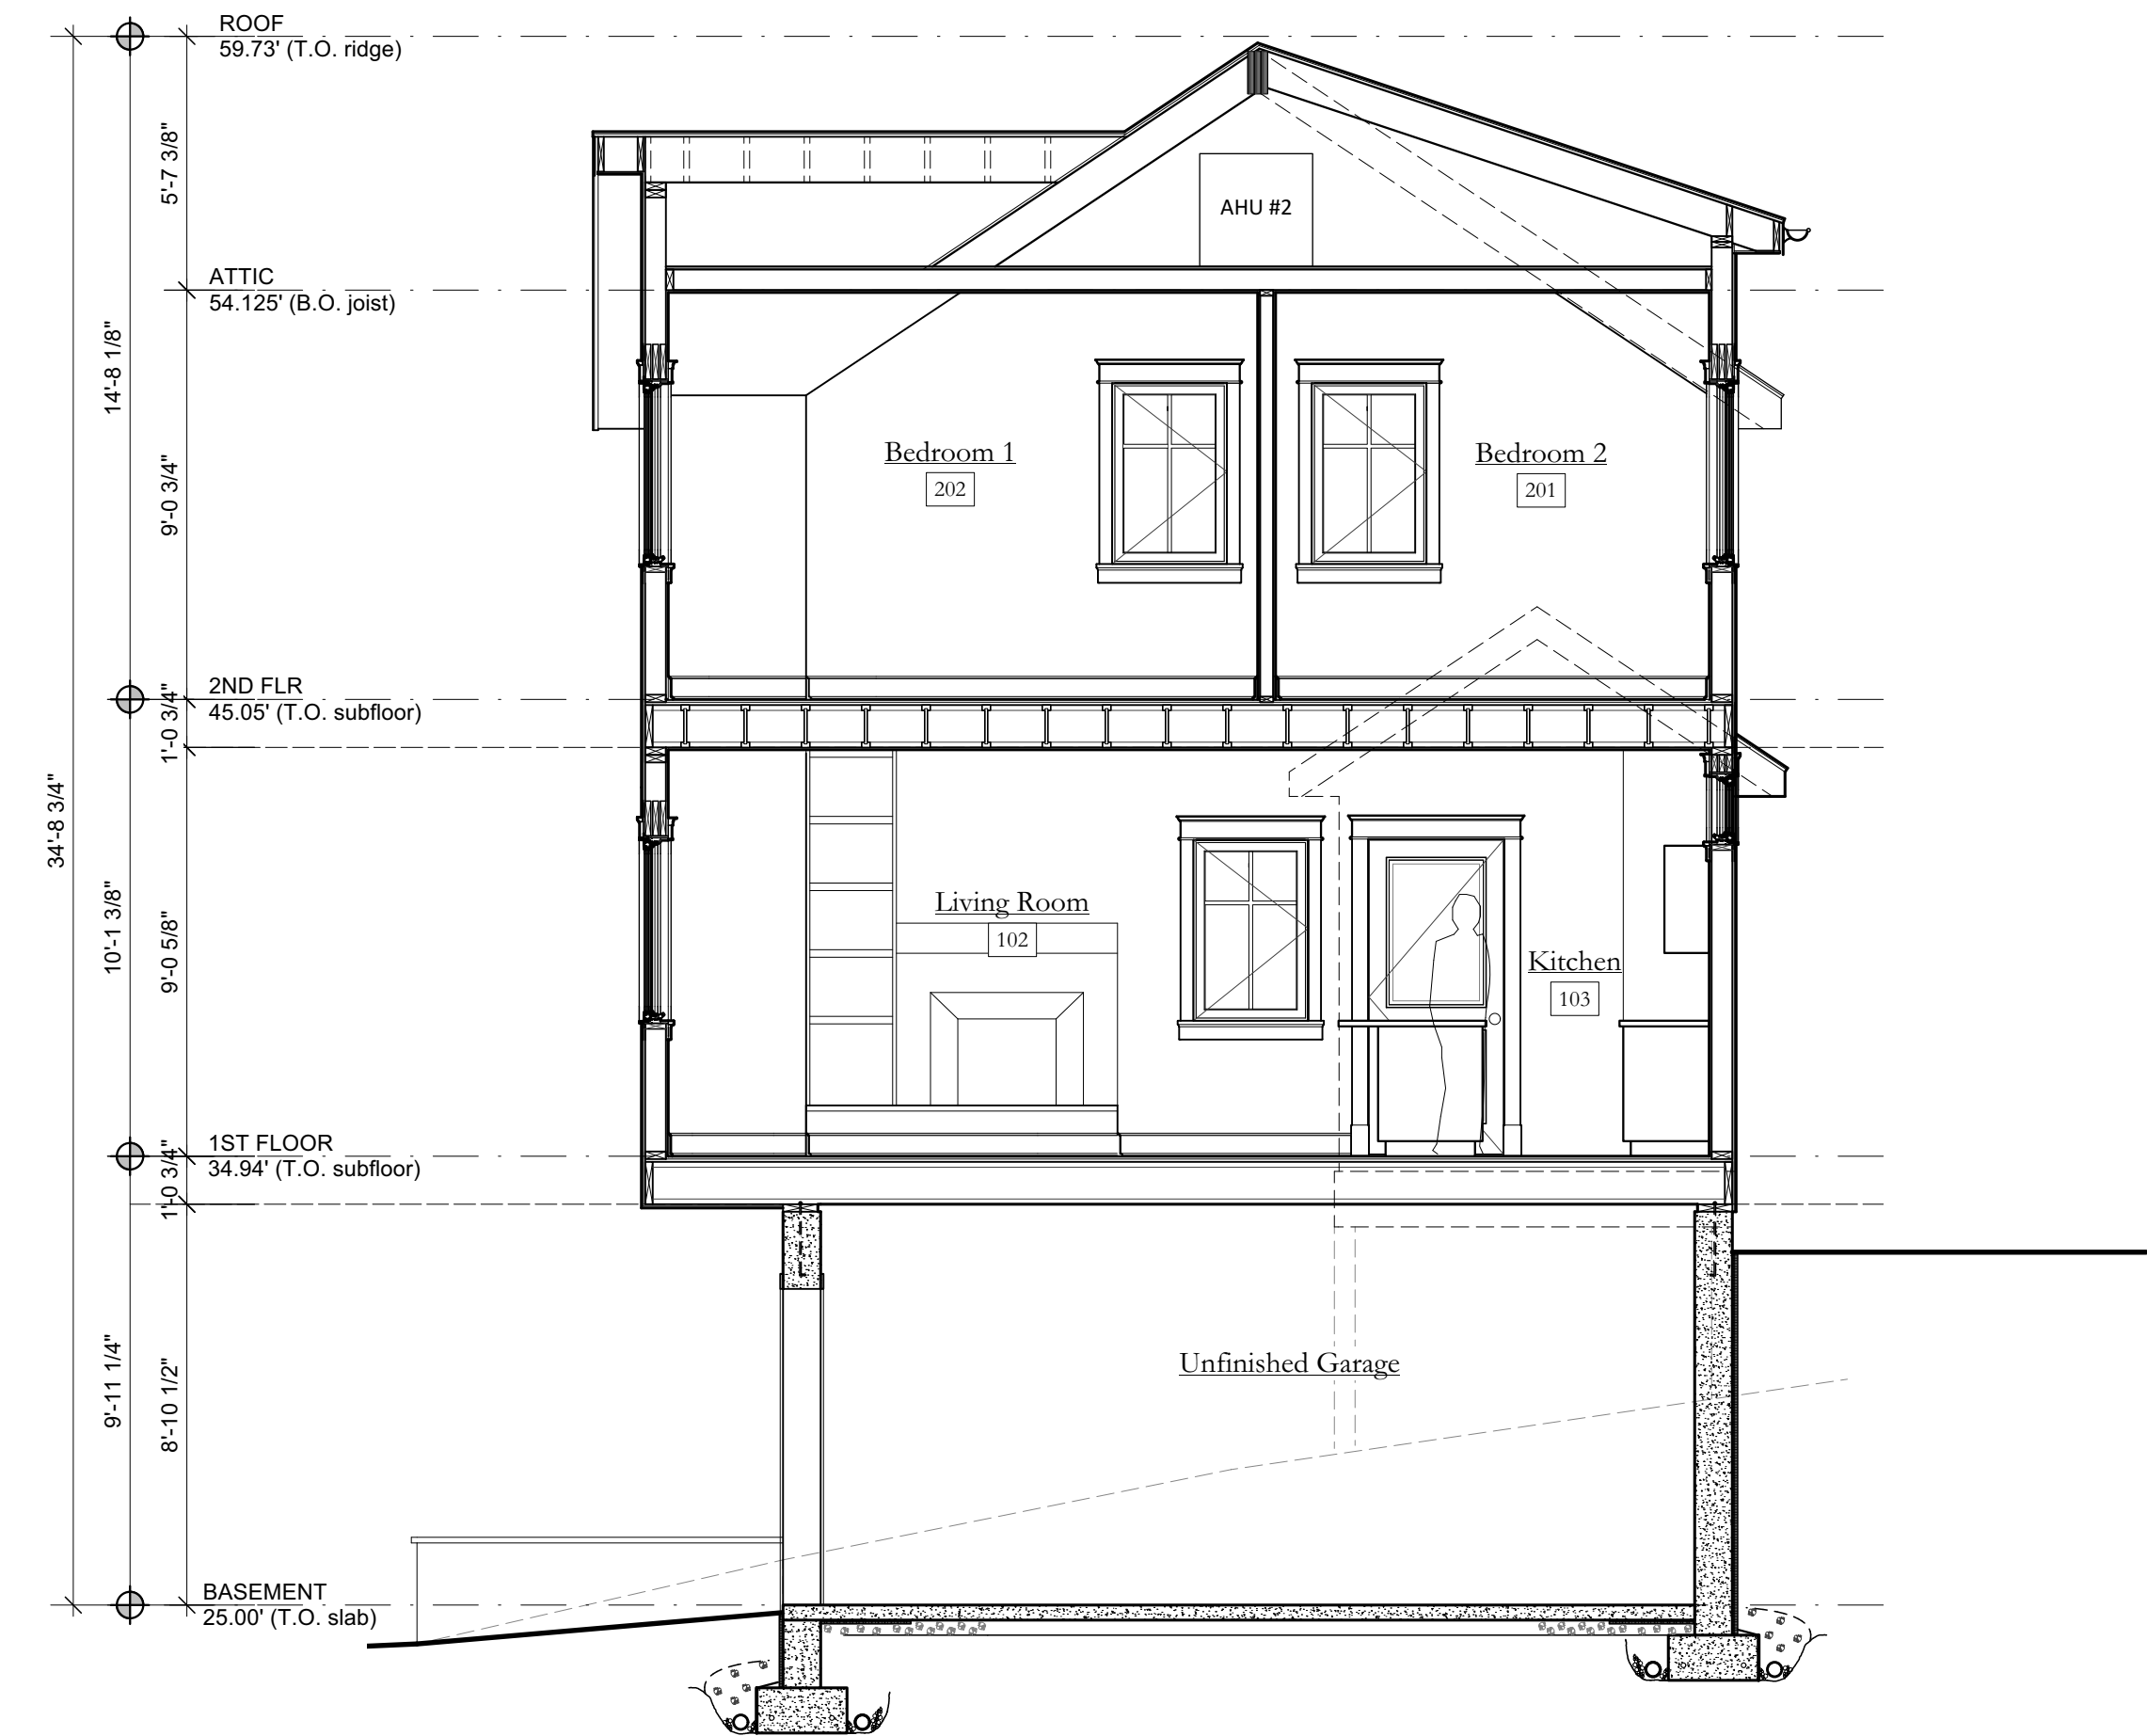 ROOF
59.73' (T.O. ridge)
5'-7 3/8"
AHU #2
ATTIC
54.125' (B.O. joist)
14'-8 1/8"
9'-0 3/4"
Bedroom 1
202
Bedroom 2
201
2ND FLR
45.05' (T.O. subfloor)
1'-0 3/4"
34'-8 3/4"
10'-1 3/8"
9'-0 5/8"
Living Room
102
Kitchen
103
1ST FLOOR
34.94' (T.O. subfloor)
1'-0 3/4"
9'-11 1/4"
8'-10 1/2"
Unfinished Garage
BASEMENT
25.00' (T.O. slab)